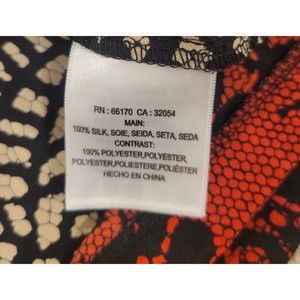 RN : 66170 CA : 32054
MAIN:
100% SILK, SOIE, SEIDA, SETA, SEDA
CONTRAST:
100% POLYESTER,POLYESTER,
POLYESTER,POLIESTERE,POLIÉSTER
HECHO EN CHINA